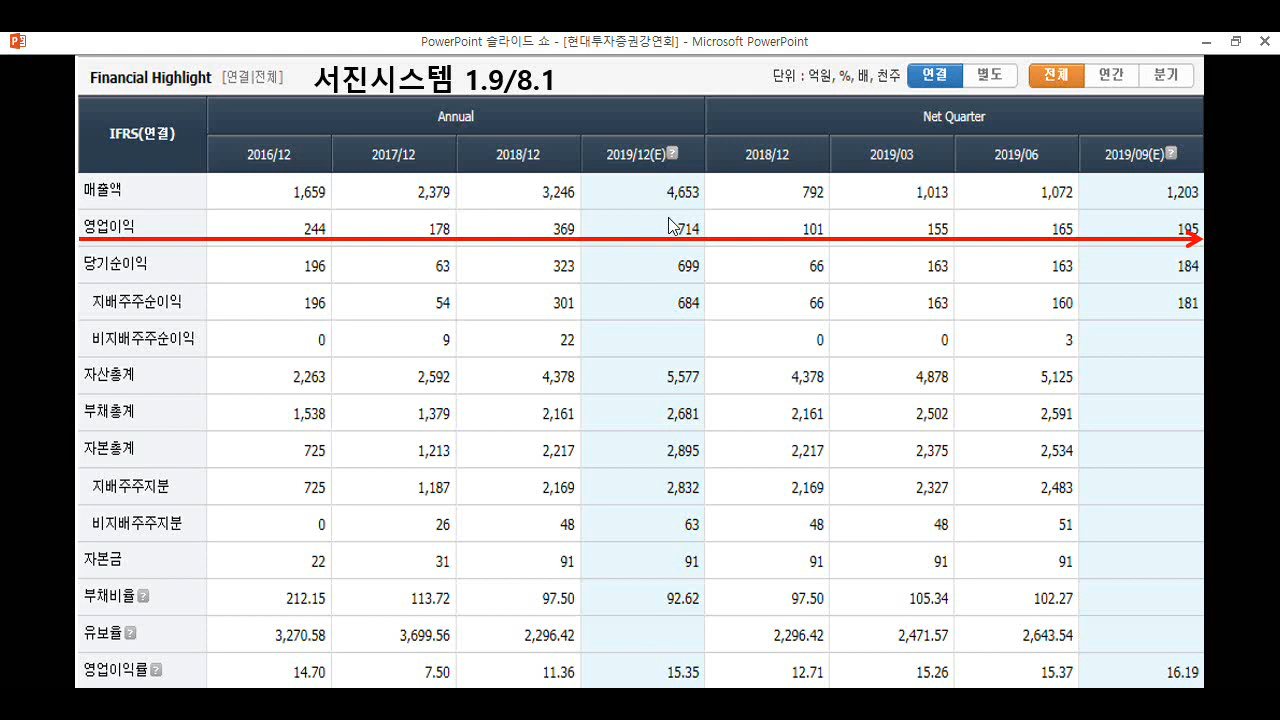 PowerPoint 슬라이드 쇼 - [현대투자증권강연회] - Microsoft PowerPoint
Financial Highlight [연결|전체] 서진시스템 1.9/8.1 단위 : 억원, %, 배, 천주 연결 별도 전체 연간 분기
IFRS(연결) Annual Net Quarter
2016/12 2017/12 2018/12 2019/12(E) 2018/12 2019/03 2019/06 2019/09(E)
매출액 1,659 2,379 3,246 4,653 792 1,013 1,072 1,203
영업이익 244 178 369 714 101 155 165 195
당기순이익 196 63 323 699 66 163 163 184
지배주주순이익 196 54 301 684 66 163 160 181
비지배주주순이익 0 9 22 0 0 3
자산총계 2,263 2,592 4,378 5,577 4,378 4,878 5,125
부채총계 1,538 1,379 2,161 2,681 2,161 2,502 2,591
자본총계 725 1,213 2,217 2,895 2,217 2,375 2,534
지배주주지분 725 1,187 2,169 2,832 2,169 2,327 2,483
비지배주주지분 0 26 48 63 48 48 51
자본금 22 31 91 91 91 91 91
부채비율 212.15 113.72 97.50 92.62 97.50 105.34 102.27
유보율 3,270.58 3,699.56 2,296.42 2,296.42 2,471.57 2,643.54
영업이익률 14.70 7.50 11.36 15.35 12.71 15.26 15.37 16.19